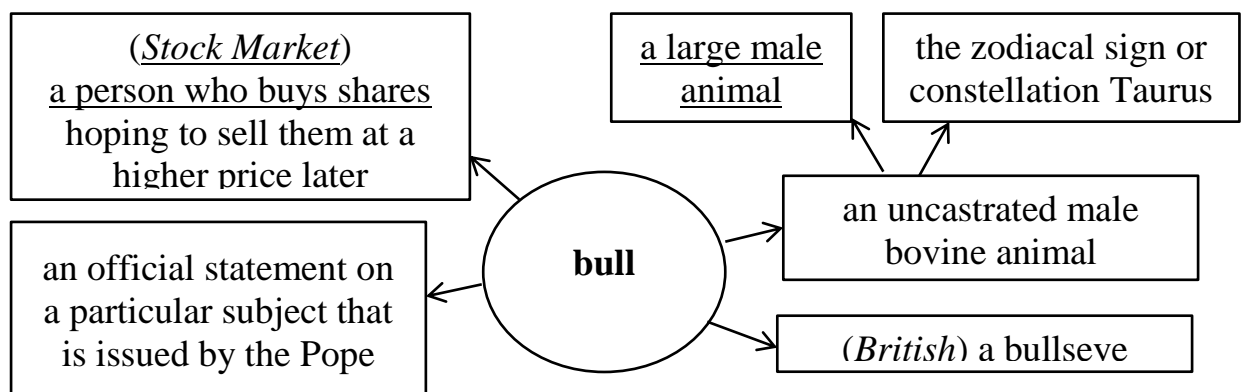 (Stock Market)
a person who buys shares
hoping to sell them at a
higher price later
a large male
animal
the zodiacal sign or
constellation Taurus
an uncastrated male
bovine animal
bull
an official statement on
a particular subject that
is issued by the Pope
(British) a bullseye